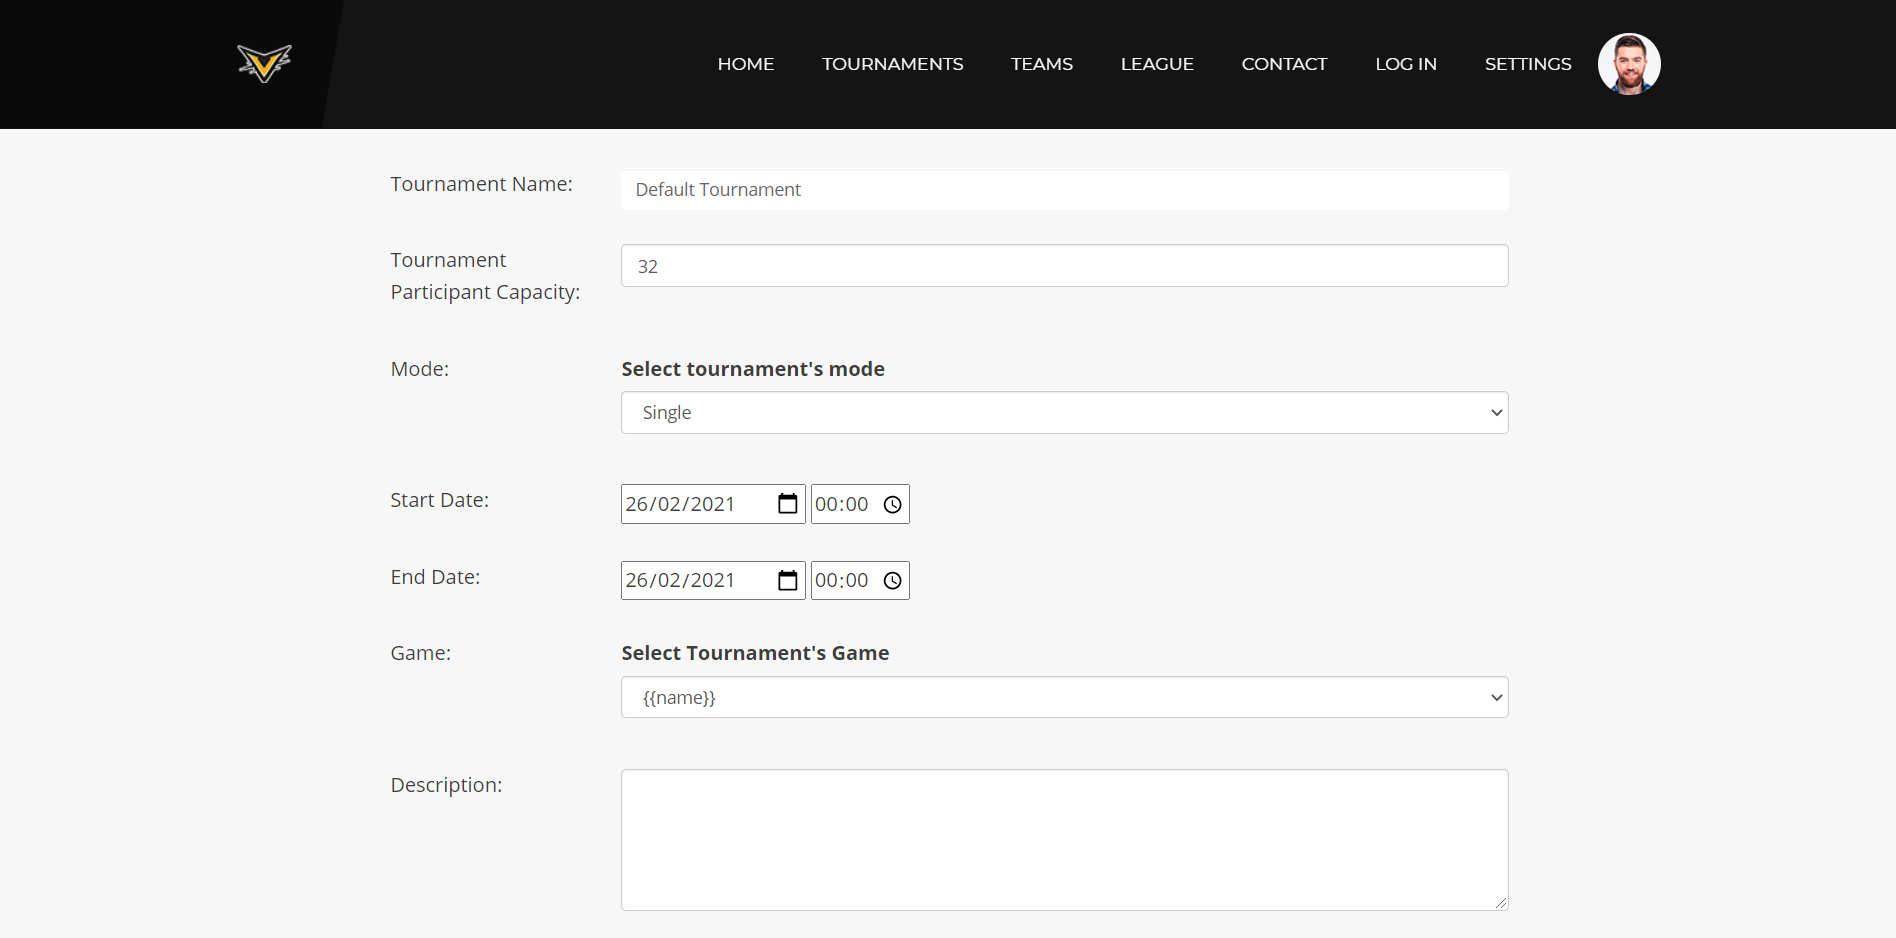 HOME TOURNAMENTS TEAMS LEAGUE CONTACT LOG IN SETTINGS
Tournament Name: Default Tournament
Tournament
Participant Capacity:
32
Mode: Select tournament's mode
Single
Start Date: 26/02/2021 00:00
End Date: 26/02/2021 00:00
Game: Select Tournament's Game
{{name}}
Description: